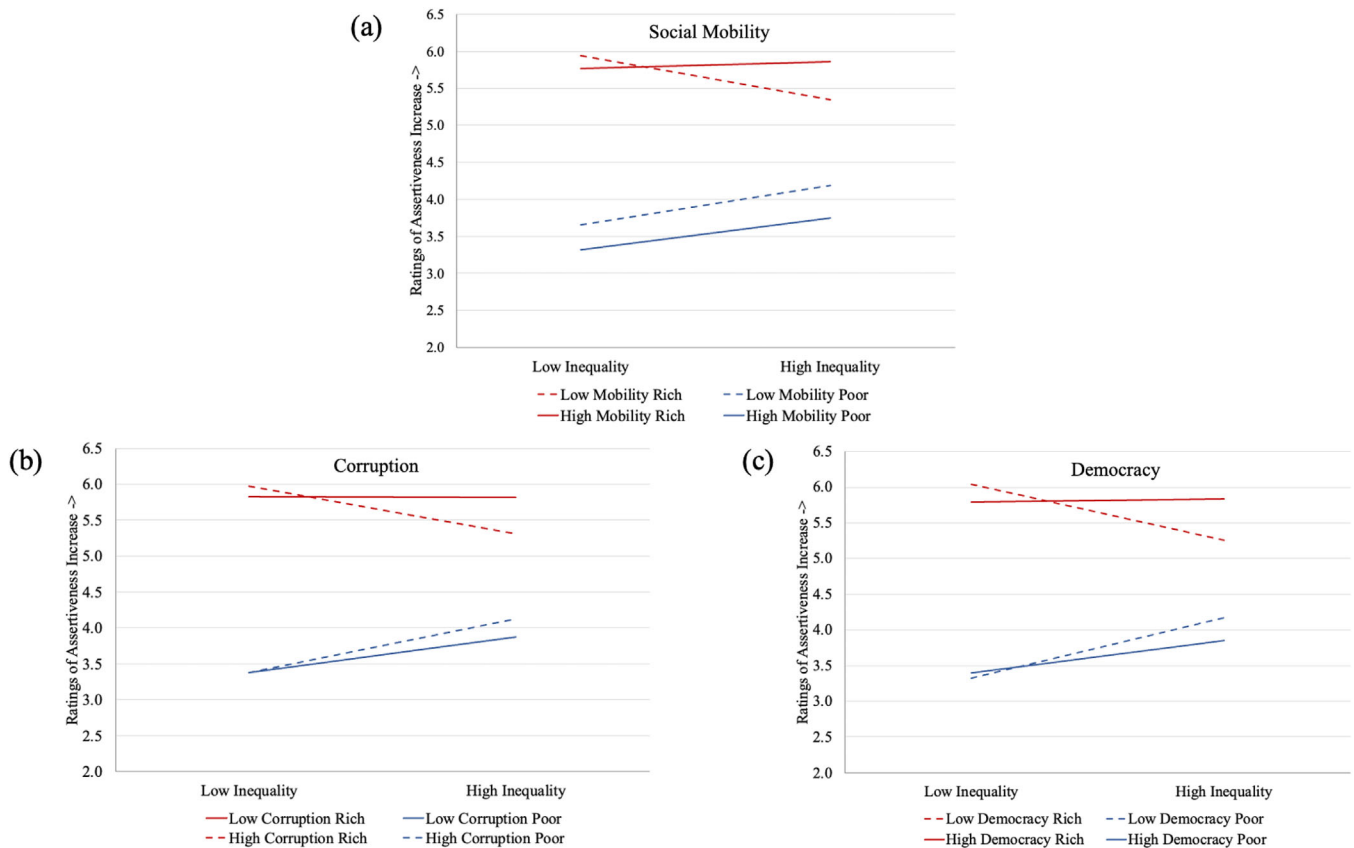 (a)
Social Mobility
Ratings of Assertiveness Increase ->
6.5
6.0
5.5
5.0
4.5
4.0
3.5
3.0
2.5
2.0
Low Inequality High Inequality
Low Mobility Rich Low Mobility Poor
High Mobility Rich High Mobility Poor
(b)
Corruption
Ratings of Assertiveness Increase ->
6.5
6.0
5.5
5.0
4.5
4.0
3.5
3.0
2.5
2.0
Low Inequality High Inequality
Low Corruption Rich Low Corruption Poor
High Corruption Rich High Corruption Poor
(c)
Democracy
Ratings of Assertiveness Increase ->
6.5
6.0
5.5
5.0
4.5
4.0
3.5
3.0
2.5
2.0
Low Inequality High Inequality
Low Democracy Rich Low Democracy Poor
High Democracy Rich High Democracy Poor